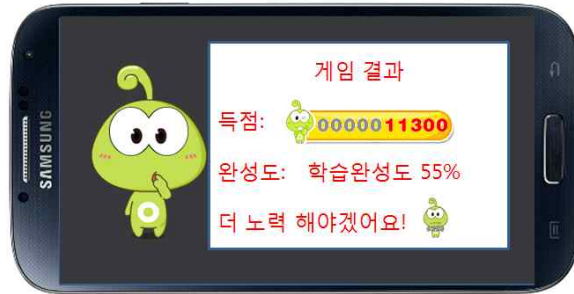 SAMSUNG
게임 결과
득점: 0000011300
완성도: 학습완성도 55%
더 노력 해야겠어요!